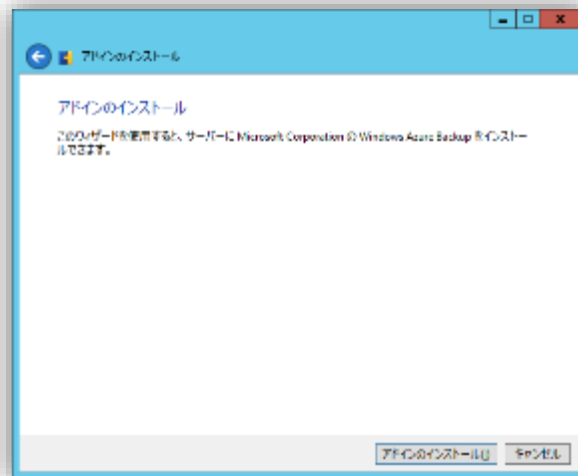 アドインのインストール
アドインのインストール
このウィザードを使用すると、サーバーに Microsoft Corporation の Windows Azure Backup をインストー
ルできます。
アドインのインストール(I)
キャンセル